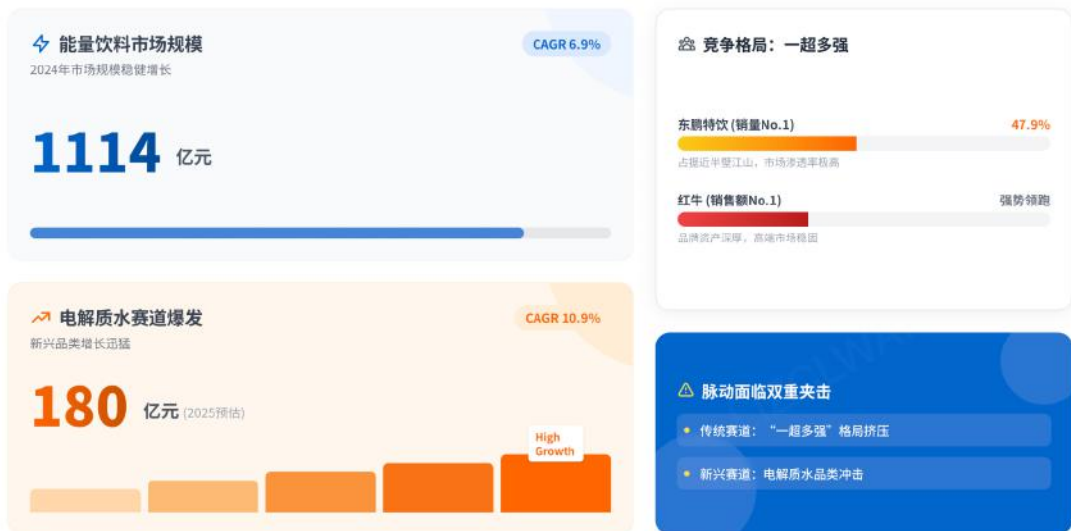 能量饮料市场规模
CAGR 6.9%
2024年市场规模稳健增长
1114 亿元
电解质水赛道爆发
CAGR 10.9%
新兴品类增长迅猛
180 亿元 (2025预估)
High
Growth
竞争格局：一超多强
东鹏特饮 (销量No.1)
47.9%
占据近半壁江山，市场渗透率极高
红牛 (销售额No.1)
强势领跑
品牌资产深厚，高端市场稳固
脉动面临双重夹击
传统赛道：“一超多强”格局挤压
新兴赛道：电解质水品类冲击